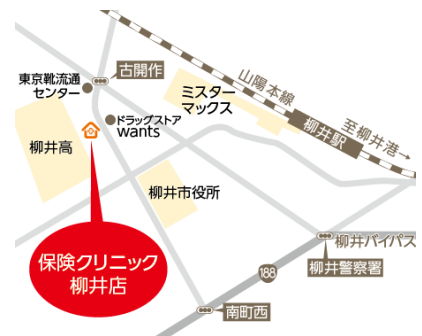 古開作
東京靴流通
センター
ミスター
マックス
山陽本線
ドラッグストア
wants
柳井駅
至柳井港→
柳井高
柳井市役所
保険クリニック
柳井店
柳井バイパス
柳井警察署
188
南町西